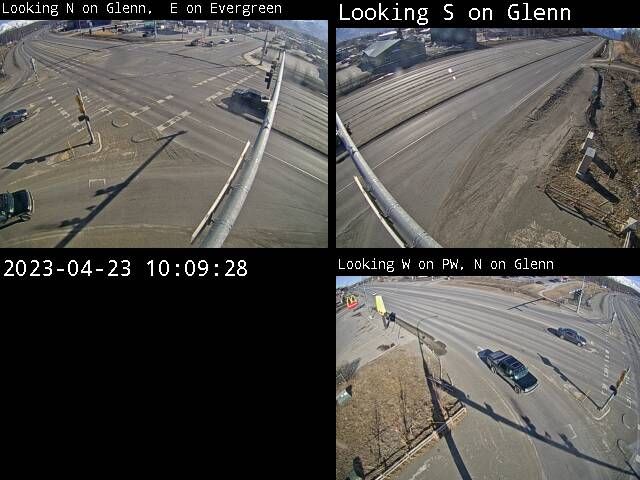 Looking N on Glenn,  E on Evergreen
Looking S on Glenn
2023-04-23 10:09:28
Looking W on PW, N on Glenn